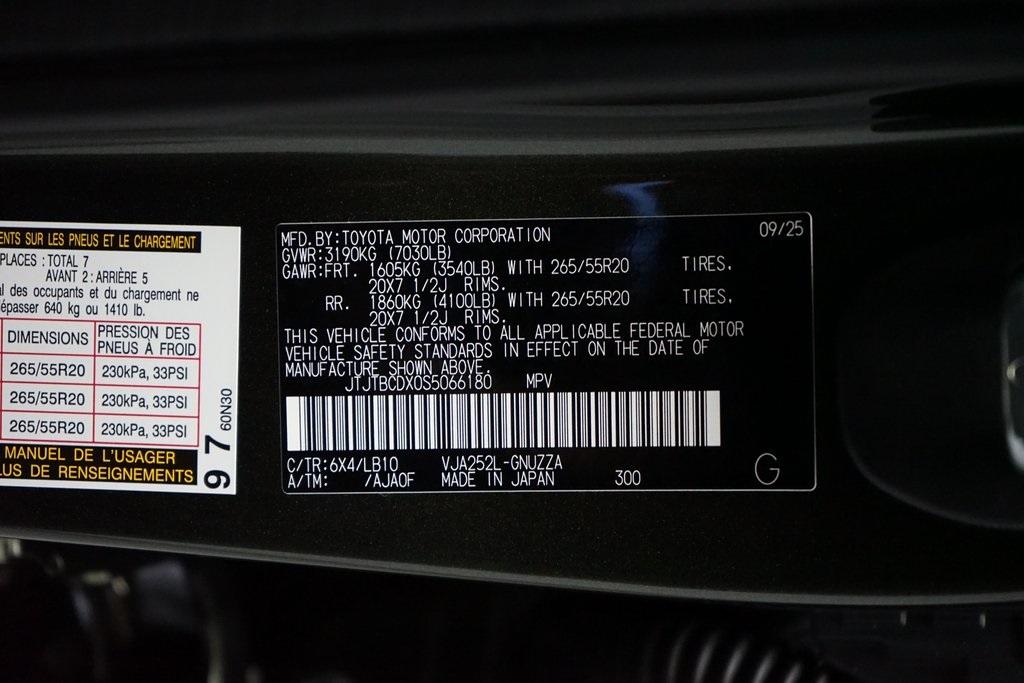 ENTS SUR LES PNEUS ET LE CHARGEMENT
PLACES : TOTAL 7
AVANT 2 : ARRIÈRE 5
al des occupants et du chargement ne
épasser 640 kg ou 1410 lb.
DIMENSIONS PRESSION DES PNEUS À FROID
265/55R20 230kPa, 33PSI
265/55R20 230kPa, 33PSI
265/55R20 230kPa, 33PSI
MANUEL DE L'USAGER
LUS DE RENSEIGNEMENTS
97 60N30
MFD.BY:TOYOTA MOTOR CORPORATION 09/25
GVWR:3190KG (7030LB)
GAWR:FRT. 1605KG (3540LB) WITH 265/55R20 TIRES.
20X7 1/2J RIMS.
RR. 1860KG (4100LB) WITH 265/55R20 TIRES.
20X7 1/2J RIMS.
THIS VEHICLE CONFORMS TO ALL APPLICABLE FEDERAL MOTOR
VEHICLE SAFETY STANDARDS IN EFFECT ON THE DATE OF
MANUFACTURE SHOWN ABOVE.
JTJTBCDX0S5066180 MPV
C/TR:6X4/LB10 VJA252L-GNUZZA
A/TM: /AJA0F MADE IN JAPAN 300 G